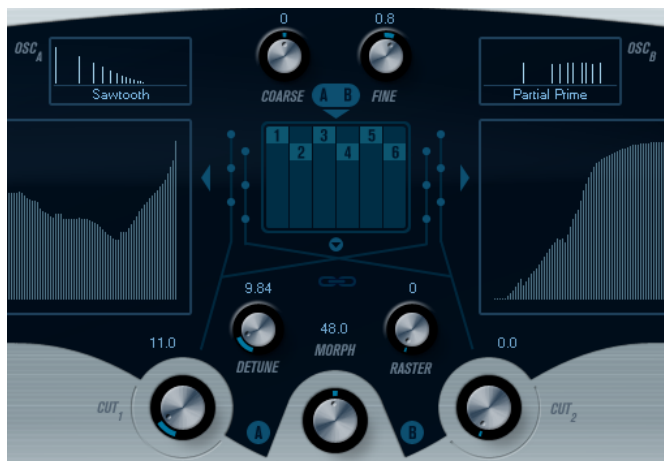 0 0.8
OSC A
OSC B
Sawtooth
COARSE A B FINE
Partial Prime
1 3 5
2 4 6
9.84 0
11.0 48.0 0.0
DETUNE MORPH RASTER
CUT 1
CUT 2
A B